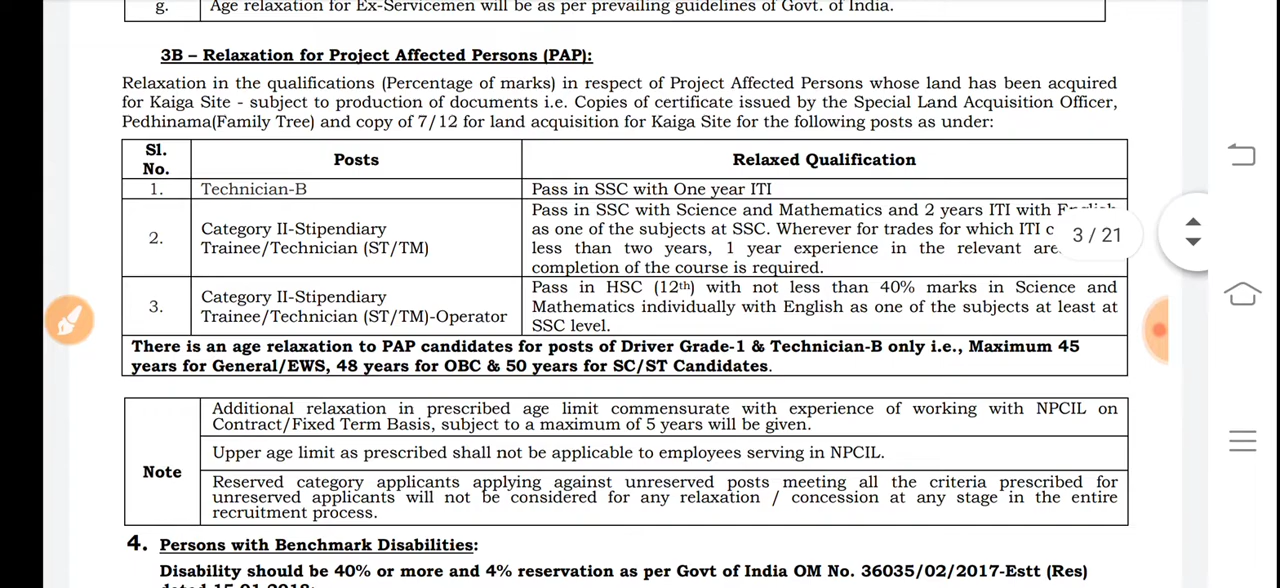 g. Age relaxation for Ex-Servicemen will be as per prevailing guidelines of Govt. of India.
3B – Relaxation for Project Affected Persons (PAP):
Relaxation in the qualifications (Percentage of marks) in respect of Project Affected Persons whose land has been acquired
for Kaiga Site - subject to production of documents i.e. Copies of certificate issued by the Special Land Acquisition Officer,
Pedhinama(Family Tree) and copy of 7/12 for land acquisition for Kaiga Site for the following posts as under:
Sl.
No.
Posts
Relaxed Qualification
1.
Technician-B
Pass in SSC with One year ITI
2.
Category II-Stipendiary
Trainee/Technician (ST/TM)
Pass in SSC with Science and Mathematics and 2 years ITI with
as one of the subjects at SSC. Wherever for trades for which ITI
less than two years, 1 year experience in the relevant
completion of the course is required.
3 / 21
3.
Category II-Stipendiary
Trainee/Technician (ST/TM)-Operator
Pass in HSC (12th) with not less than 40% marks in Science and
Mathematics individually with English as one of the subjects at least at
SSC level.
There is an age relaxation to PAP candidates for posts of Driver Grade-1 & Technician-B only i.e., Maximum 45
years for General/EWS, 48 years for OBC & 50 years for SC/ST Candidates.
Note
Additional relaxation in prescribed age limit commensurate with experience of working with NPCIL on
Contract/Fixed Term Basis, subject to a maximum of 5 years will be given.
Upper age limit as prescribed shall not be applicable to employees serving in NPCIL.
Reserved category applicants applying against unreserved posts meeting all the criteria prescribed for
unreserved applicants will not be considered for any relaxation / concession at any stage in the entire
recruitment process.
4. Persons with Benchmark Disabilities:
Disability should be 40% or more and 4% reservation as per Govt of India OM No. 36035/02/2017-Estt (Res)
dated 15.01.2018: